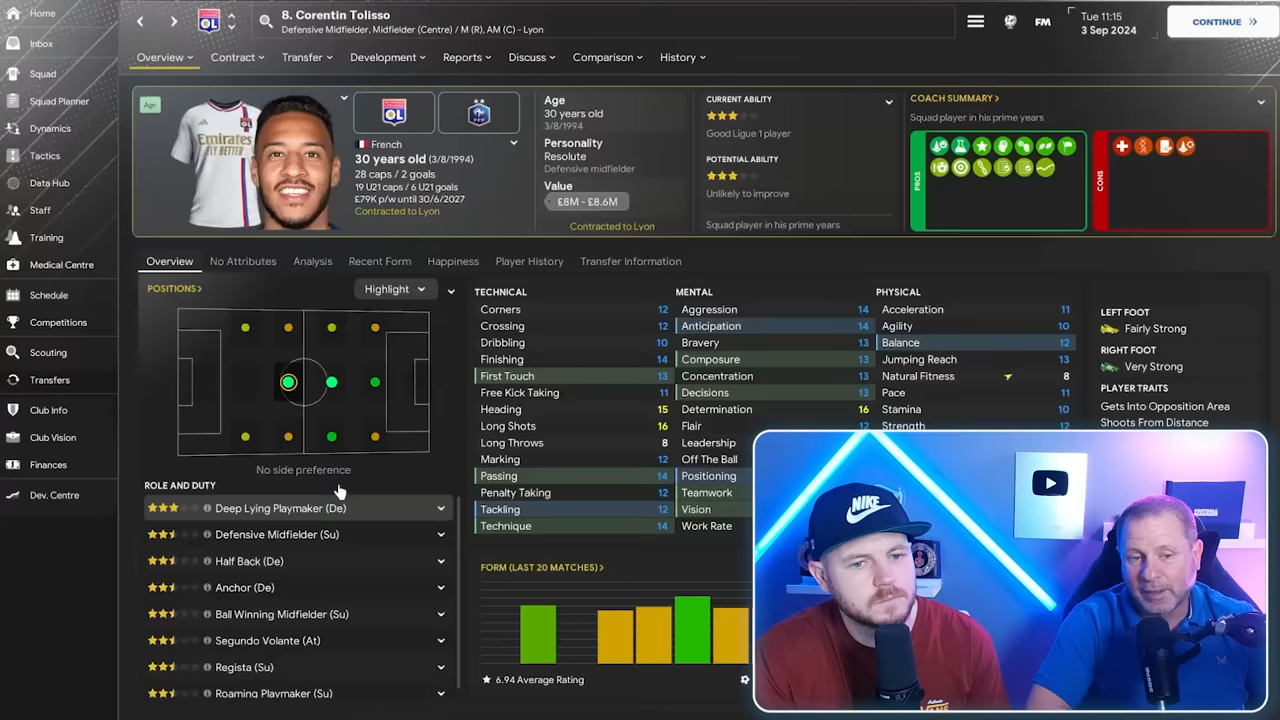 Home
Inbox
Squad
Squad Planner
Dynamics
Tactics
Data Hub
Staff
Training
Medical Centre
Schedule
Competitions
Scouting
Transfers
Club Info
Club Vision
Finances
Dev. Centre
8. Corentin Tolisso
Defensive Midfielder, Midfielder (Centre) / M (R), AM (C) - Lyon
FM
Tue 11:15
3 Sep 2024
CONTINUE
Overview
Contract
Transfer
Development
Reports
Discuss
Comparison
History
Agn
Emirates
FLY BETTER
French
30 years old (3/8/1994)
28 caps / 2 goals
19 U21 caps / 6 U21 goals
£79K p/w until 30/6/2027
Contracted to Lyon
Age
30 years old
3/8/1994
Personality
Resolute
Defensive midfielder
Value
£8M - £8.6M
Contracted to Lyon
CURRENT ABILITY
Good Ligue 1 player
POTENTIAL ABILITY
Unlikely to improve
Squad player in his prime years
COACH SUMMARY
Squad player in his prime years
PROS
CONS
Overview
No Attributes
Analysis
Recent Form
Happiness
Player History
Transfer Information
POSITIONS
Highlight
No side preference
ROLE AND DUTY
Deep Lying Playmaker (De)
Defensive Midfielder (Su)
Half Back (De)
Anchor (De)
Ball Winning Midfielder (Su)
Segundo Volante (At)
Regista (Su)
Roaming Playmaker (Su)
TECHNICAL
Corners 12
Crossing 12
Dribbling 10
Finishing 14
First Touch 13
Free Kick Taking 11
Heading 15
Long Shots 16
Long Throws 8
Marking 12
Passing 14
Penalty Taking 12
Tackling 12
Technique 14
MENTAL
Aggression 14
Anticipation 14
Bravery 13
Composure 13
Concentration 13
Decisions 13
Determination 16
Flair 12
Leadership
Off The Ball
Positioning
Teamwork
Vision
Work Rate
PHYSICAL
Acceleration 11
Agility 10
Balance 12
Jumping Reach 13
Natural Fitness 8
Pace 11
Stamina 10
Strength 12
LEFT FOOT
Fairly Strong
RIGHT FOOT
Very Strong
PLAYER TRAITS
Gets Into Opposition Area
Shoots From Distance
FORM (LAST 20 MATCHES)
6.94 Average Rating
NIKE